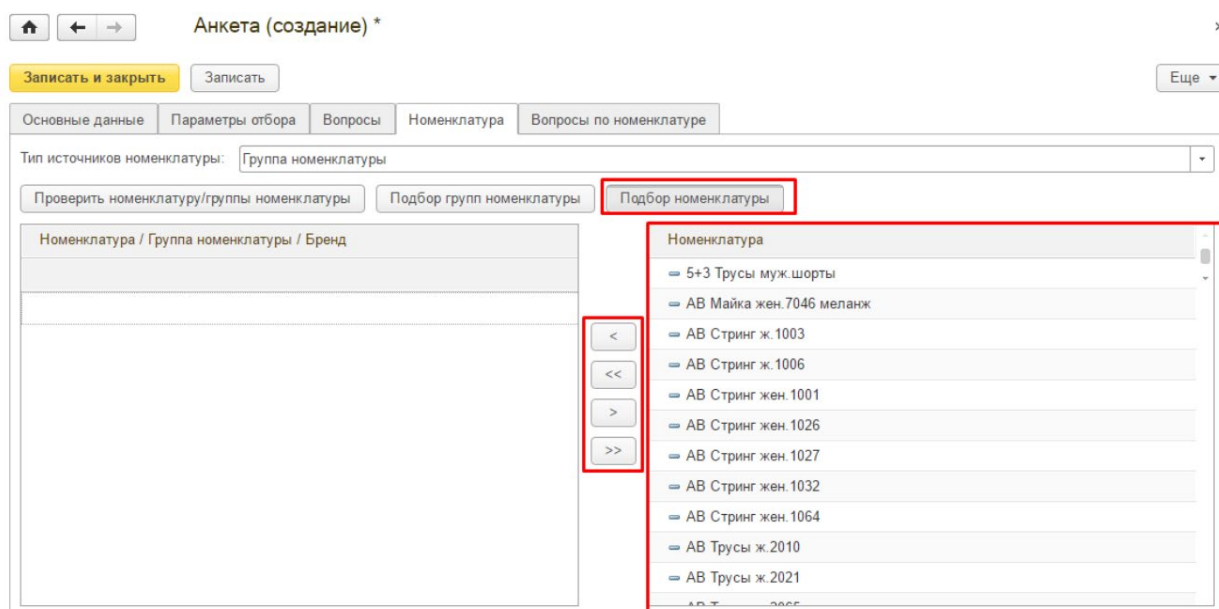 Анкета (создание) *
Записать и закрыть Записать Еще
Основные данные Параметры отбора Вопросы Номенклатура Вопросы по номенклатуре
Тип источников номенклатуры: Группа номенклатуры
Проверить номенклатуру/группы номенклатуры Подбор групп номенклатуры Подбор номенклатуры
Номенклатура / Группа номенклатуры / Бренд Номенклатура
5+3 Трусы муж.шорты
АВ Майка жен.7046 меланж
< АВ Стринг ж.1003
АВ Стринг ж.1006
<<
АВ Стринг жен.1001
> АВ Стринг жен.1026
>> АВ Стринг жен.1027
АВ Стринг жен.1032
АВ Стринг жен.1064
АВ Трусы ж.2010
АВ Трусы ж.2021